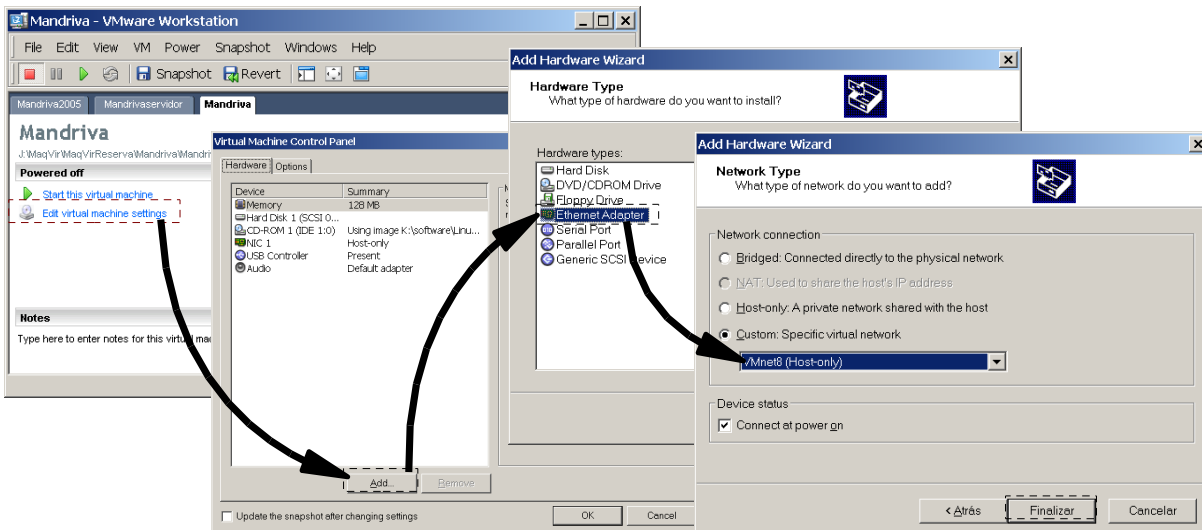 Mandriva - VMware Workstation
File Edit View VM Power Snapshot Windows Help
Snapshot Revert
Mandriva2005 Mandrivaservidor Mandriva
Mandriva
J:\MaqVir\MaqVirReserva\Mandriva\Mandri
Powered off
Start this virtual machine
Edit virtual machine settings
Notes
Type here to enter notes for this virtual ma
Virtual Machine Control Panel
Hardware Options
Device Summary
Memory 128 MB
Hard Disk 1 (SCSI 0...
CD-ROM 1 (IDE 1:0) Using image K:\software\Linu...
NIC 1 Host-only
USB Controller Present
Audio Default adapter
Add... Remove
Update the snapshot after changing settings
OK Cancel
Add Hardware Wizard
Hardware Type
What type of hardware do you want to install?
Hardware types:
Hard Disk
DVD/CDROM Drive
Floppy Drive
Ethernet Adapter
Serial Port
Parallel Port
Generic SCSI Device
Add Hardware Wizard
Network Type
What type of network do you want to add?
Network connection
Bridged: Connected directly to the physical network
NAT: Used to share the host's IP address
Host-only: A private network shared with the host
Custom: Specific virtual network
VMnet8 (Host-only)
Device status
Connect at power on
< Atrás Finalizar Cancelar